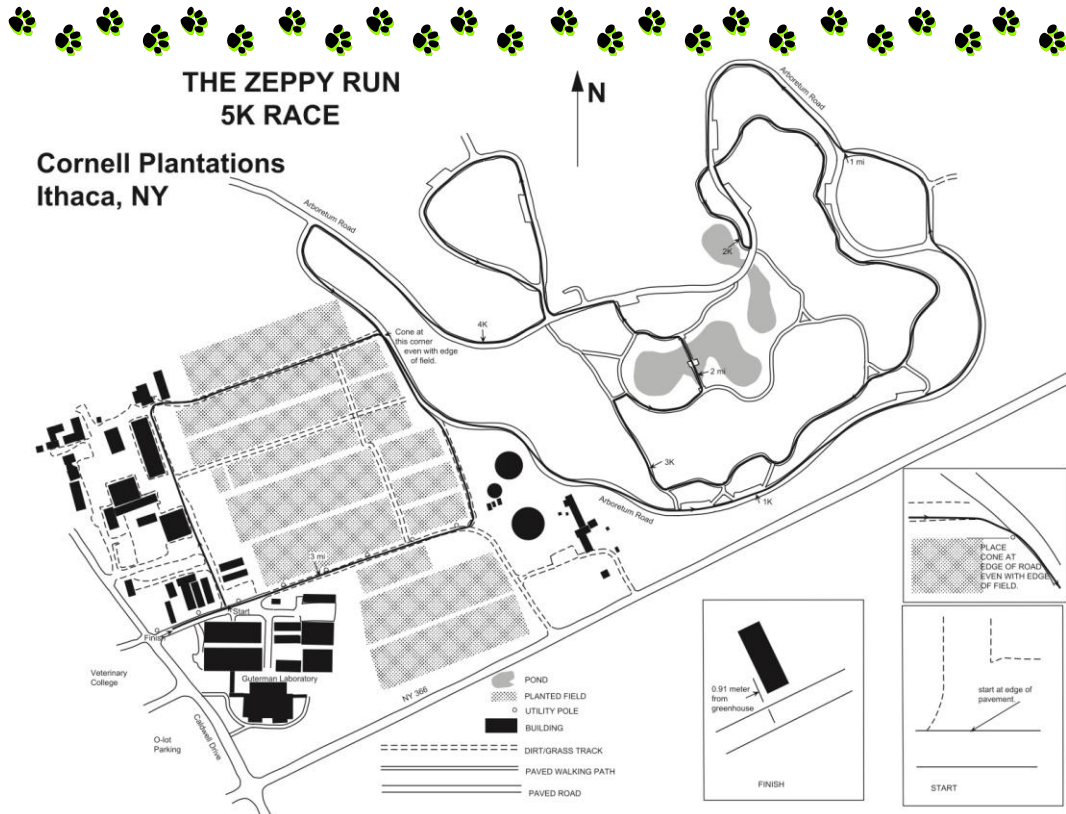 THE ZEPPY RUN
5K RACE
N
Cornell Plantations
Ithaca, NY
Arboretum Road
Arboretum Road
1 mi
2K
4K
Cone at
this corner
even with edge
of field.
2 mi
3K
1K
Arboretum Road
3 mi
Start
Finish
Veterinary
College
Guterman Laboratory
NY 366
O-lot
Parking
Caldwell Drive
POND
PLANTED FIELD
UTILITY POLE
BUILDING
DIRT/GRASS TRACK
PAVED WALKING PATH
PAVED ROAD
PLACE
CONE AT
EDGE OF ROAD
EVEN WITH EDGE
OF FIELD.
0.91 meter
from
greenhouse
FINISH
start at edge of
pavement.
START